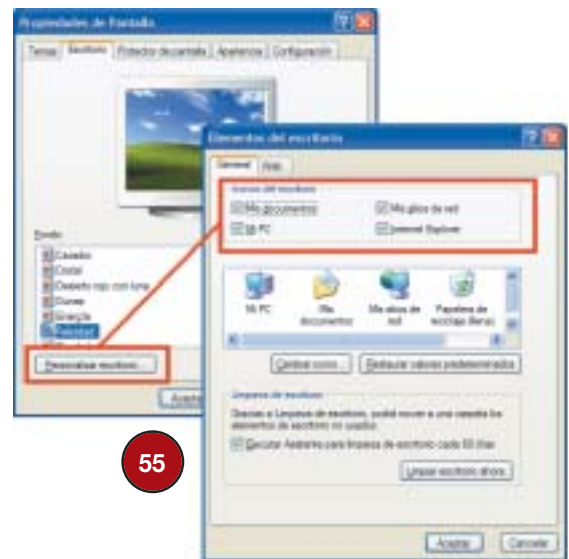 Propiedades de Pantalla
Temas Escritorio Protector de pantalla Apariencia Configuración
Fondo
Cuadro
Cristal
Desierto rojo con luna
Dunas
Energía
Felicidad
Personalizar escritorio...
Aceptar
Elementos del escritorio
General Web
Iconos del escritorio
Mis documentos
Mis sitios de red
Mi PC
Internet Explorer
Mi PC
Mis documentos
Mis sitios de red
Papelera de reciclaje (llena)
Cambiar icono...
Restaurar valores predeterminados
Limpieza de escritorio
Gracias a Limpieza de escritorio, podrá mover a una carpeta los
elementos de escritorio no usados.
Ejecutar Asistente para limpieza de escritorio cada 60 días
Limpiar escritorio ahora
Aceptar
Cancelar
55